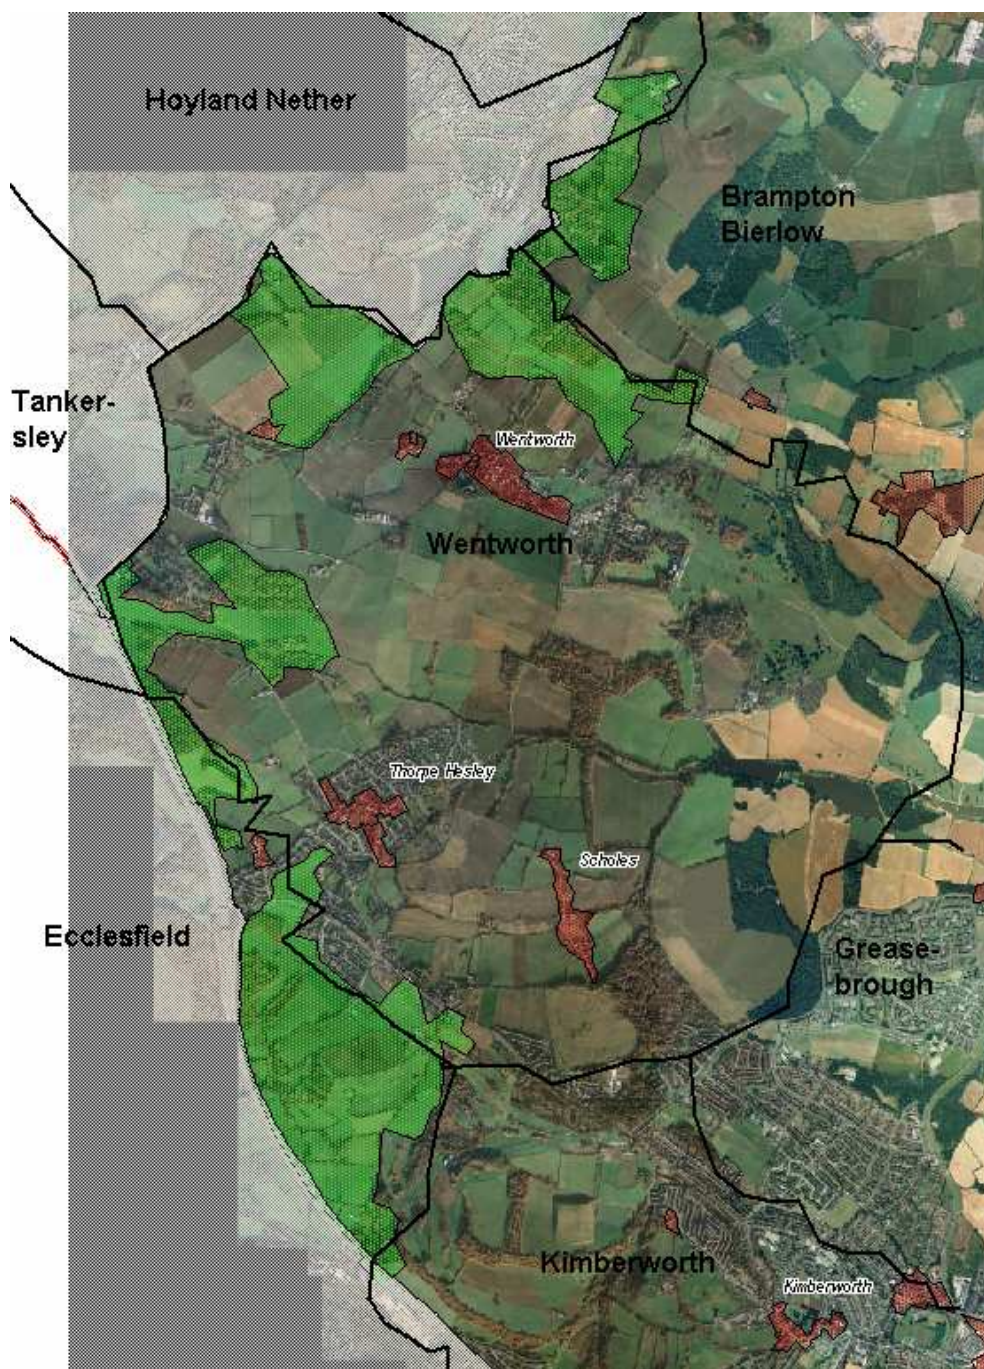 Hoyland Nether
Brampton
Bierlow
Tanker-
sley
Wentworth
Wentworth
Thorpe Hesley
Scholes
Ecclesfield
Grease-
brough
Kimberworth
Kimberworth